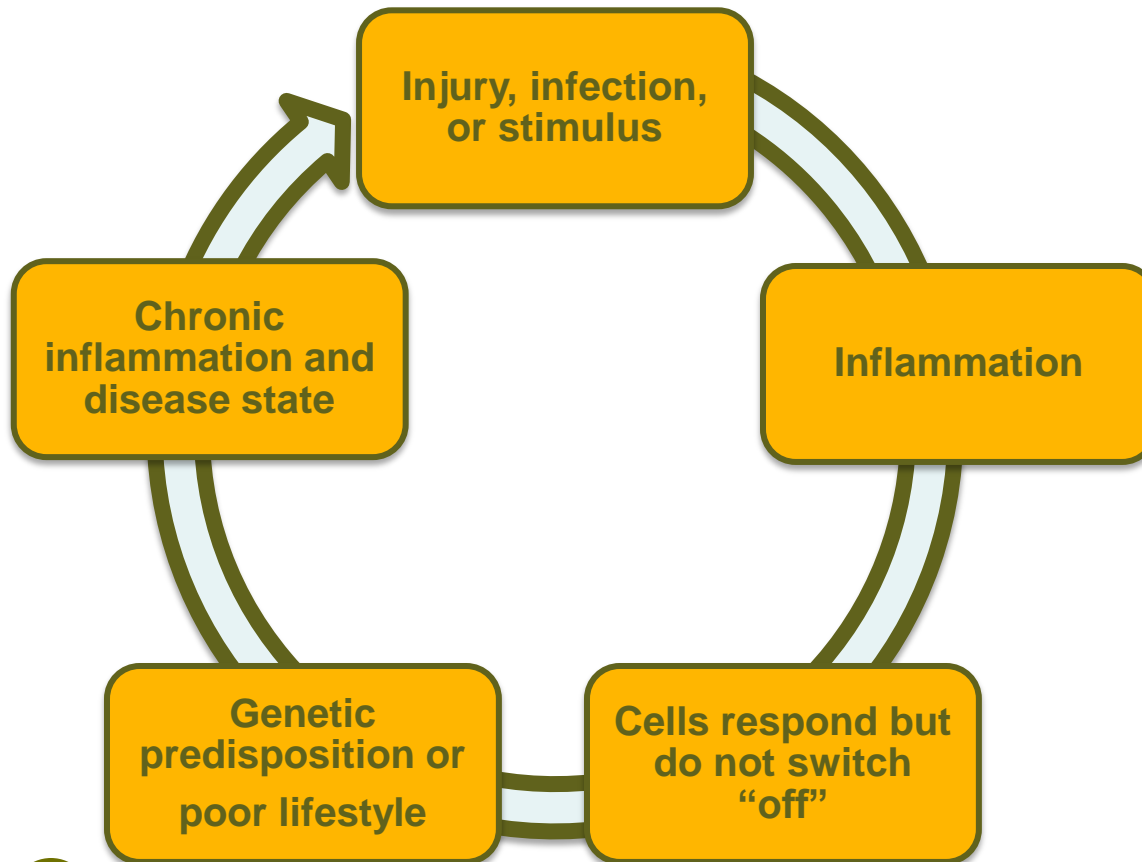 Injury, infection,
or stimulus
Inflammation
Cells respond but
do not switch
“off”
Genetic
predisposition or
poor lifestyle
Chronic
inflammation and
disease state